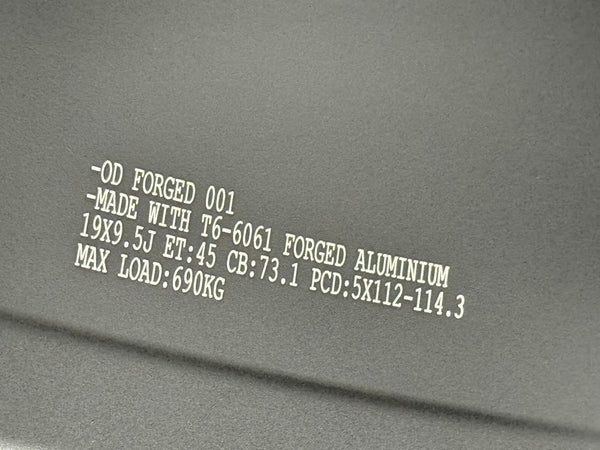 -OD FORGED 001
-MADE WITH T6-6061 FORGED ALUMINIUM
19X9.5J ET:45 CB:73.1 PCD:5X112-114.3
MAX LOAD:690KG